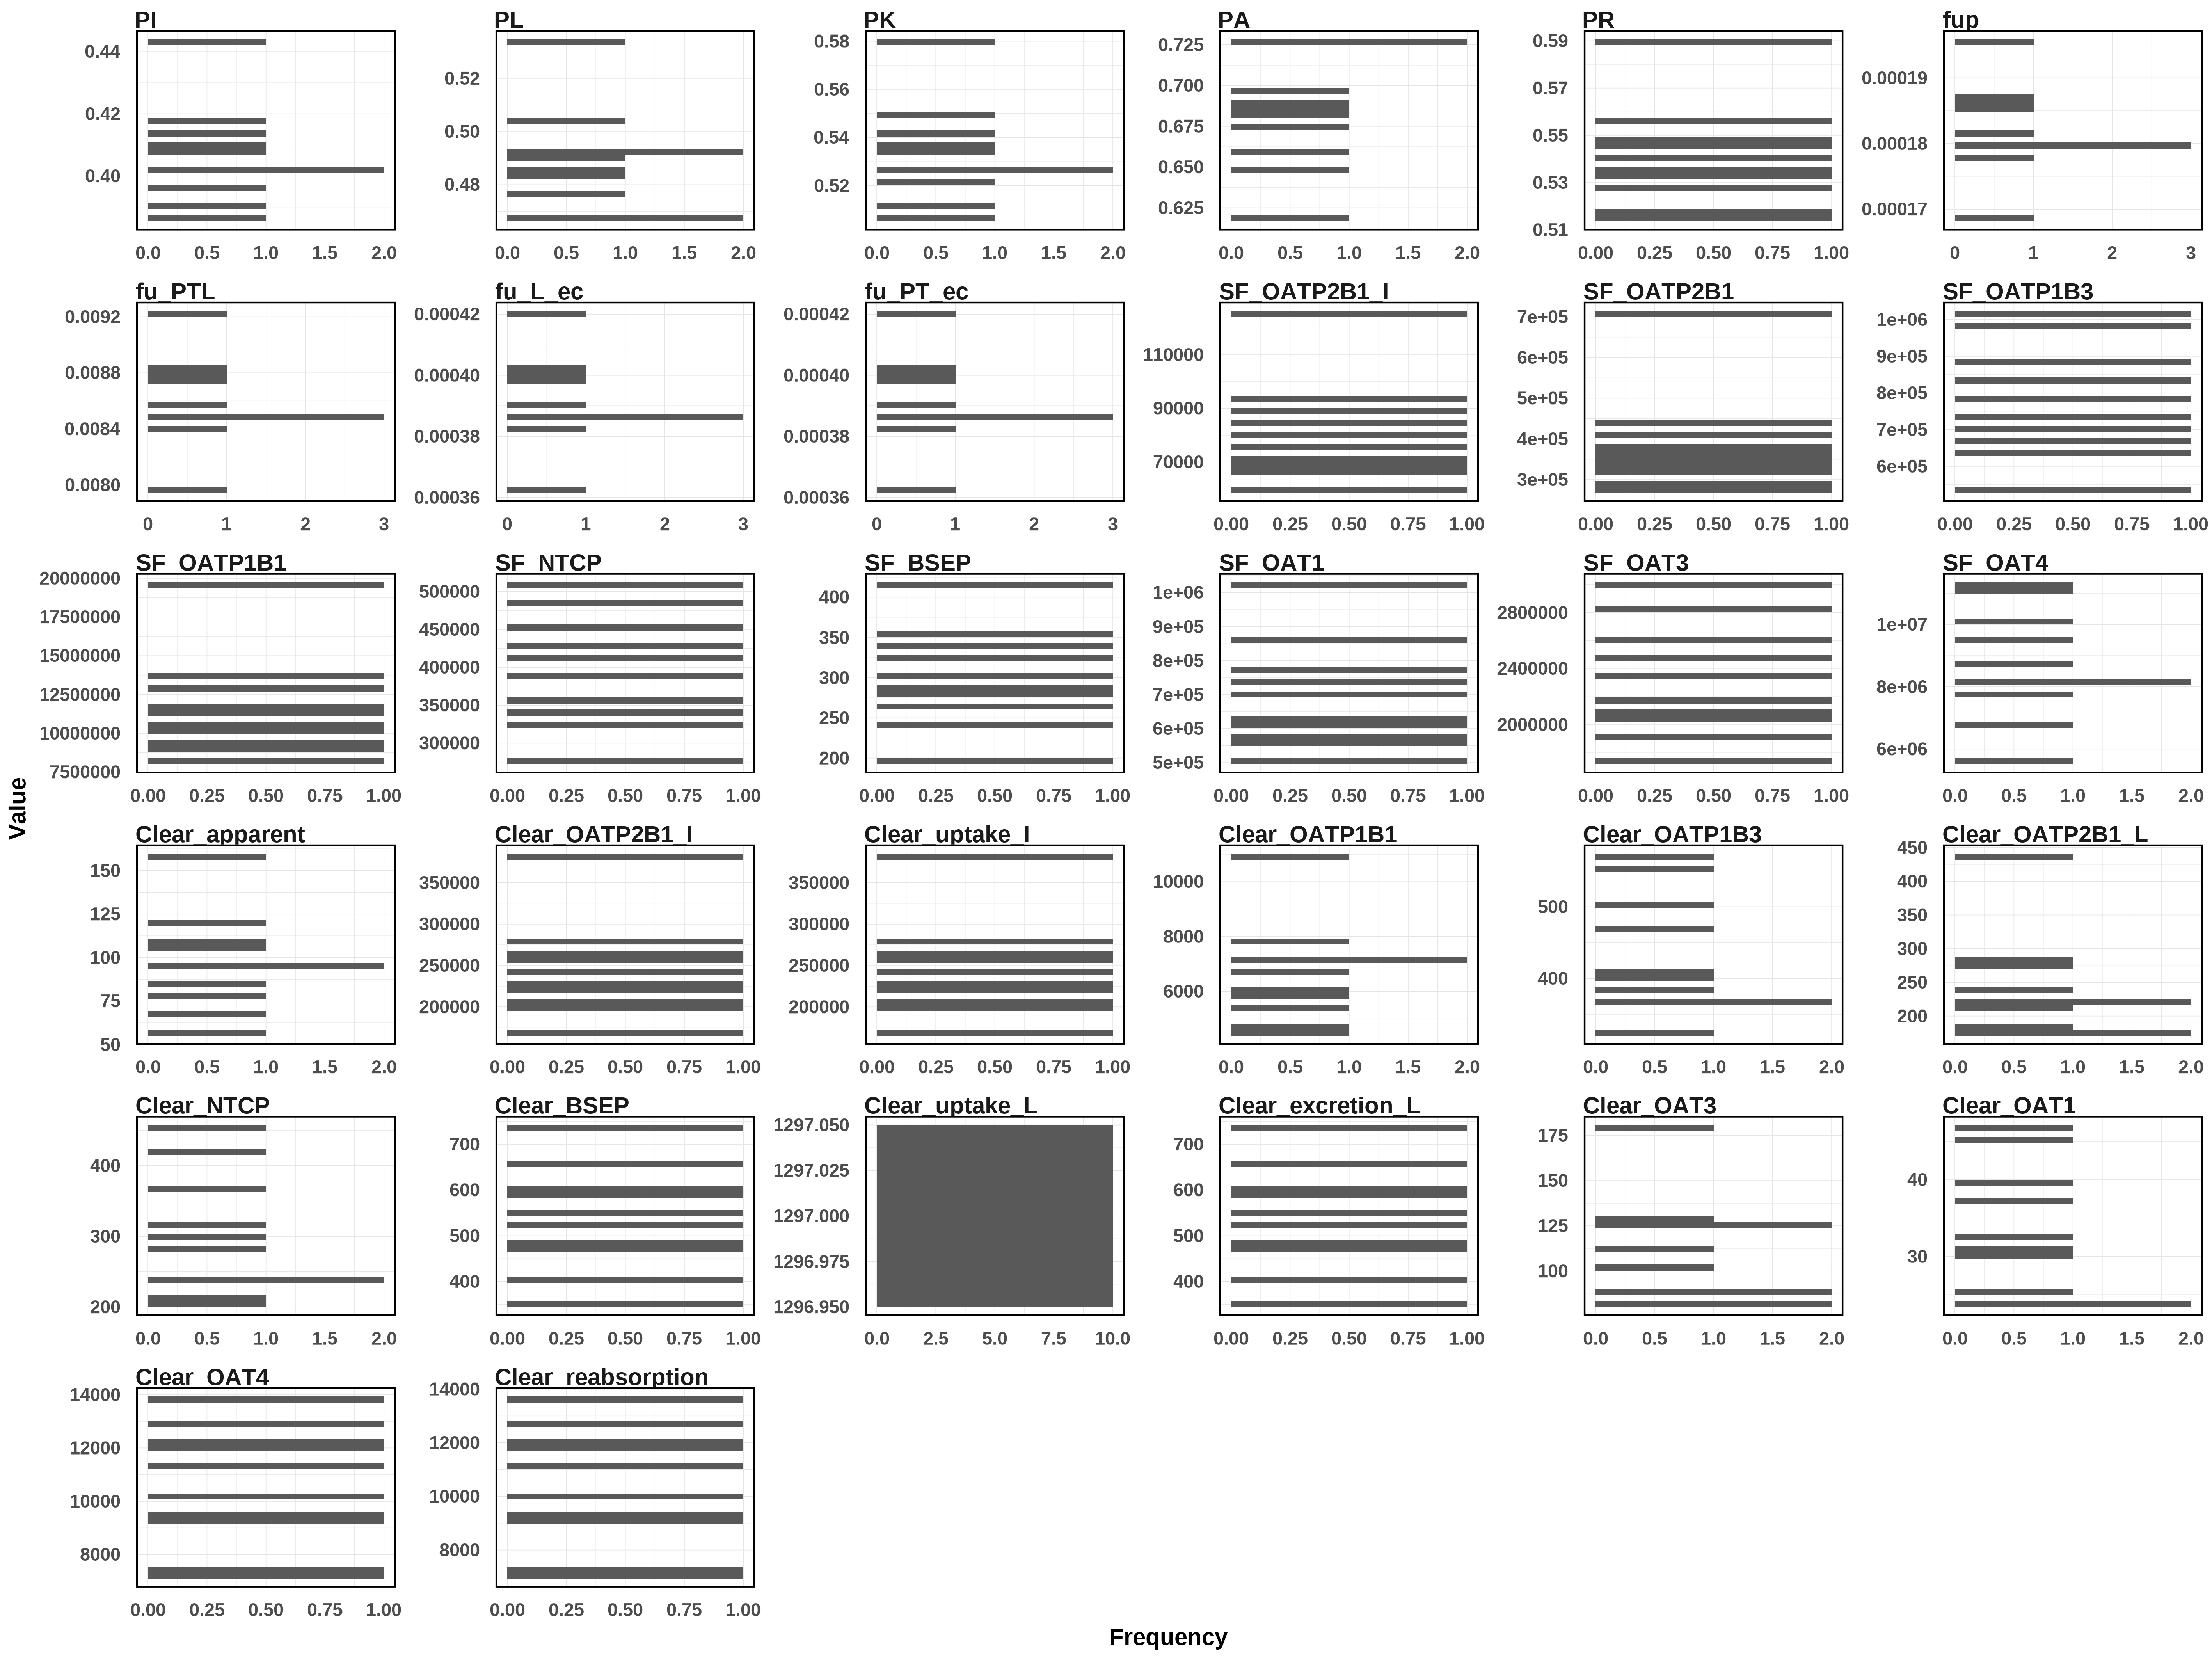 PI PL PK PA PR fup
0.44 0.42 0.40
0.52 0.50 0.48
0.58 0.56 0.54 0.52
0.725 0.700 0.675 0.650 0.625
0.59 0.57 0.55 0.53 0.51
0.00019 0.00018 0.00017
0.0 0.5 1.0 1.5 2.0 0.0 0.5 1.0 1.5 2.0 0.0 0.5 1.0 1.5 2.0 0.0 0.5 1.0 1.5 2.0 0.00 0.25 0.50 0.75 1.00 0 1 2 3
fu_PTL fu_L_ec fu_PT_ec SF_OATP2B1_I SF_OATP2B1 SF_OATP1B3
0.0092 0.0088 0.0084 0.0080
0.00042 0.00040 0.00038 0.00036
0.00042 0.00040 0.00038 0.00036
110000 90000 70000
7e+05 6e+05 5e+05 4e+05 3e+05
1e+06 9e+05 8e+05 7e+05 6e+05
0 1 2 3 0 1 2 3 0 1 2 3 0.00 0.25 0.50 0.75 1.00 0.00 0.25 0.50 0.75 1.00 0.00 0.25 0.50 0.75 1.00
SF_OATP1B1 SF_NTCP SF_BSEP SF_OAT1 SF_OAT3 SF_OAT4
20000000 17500000 15000000 12500000 10000000 7500000
500000 450000 400000 350000 300000
400 350 300 250 200
1e+06 9e+05 8e+05 7e+05 6e+05 5e+05
2800000 2400000 2000000
1e+07 8e+06 6e+06
0.00 0.25 0.50 0.75 1.00 0.00 0.25 0.50 0.75 1.00 0.00 0.25 0.50 0.75 1.00 0.00 0.25 0.50 0.75 1.00 0.00 0.25 0.50 0.75 1.00 0.0 0.5 1.0 1.5 2.0
Value
Clear_apparent Clear_OATP2B1_I Clear_uptake_I Clear_OATP1B1 Clear_OATP1B3 Clear_OATP2B1_L
150 125 100 75 50
350000 300000 250000 200000
350000 300000 250000 200000
10000 8000 6000
500 400
450 400 350 300 250 200
0.0 0.5 1.0 1.5 2.0 0.00 0.25 0.50 0.75 1.00 0.00 0.25 0.50 0.75 1.00 0.0 0.5 1.0 1.5 2.0 0.0 0.5 1.0 1.5 2.0 0.0 0.5 1.0 1.5 2.0
Clear_NTCP Clear_BSEP Clear_uptake_L Clear_excretion_L Clear_OAT3 Clear_OAT1
400 300 200
700 600 500 400
1297.050 1297.025 1297.000 1296.975 1296.950
700 600 500 400
175 150 125 100
40 30
0.0 0.5 1.0 1.5 2.0 0.00 0.25 0.50 0.75 1.00 0.0 2.5 5.0 7.5 10.0 0.00 0.25 0.50 0.75 1.00 0.0 0.5 1.0 1.5 2.0 0.0 0.5 1.0 1.5 2.0
Clear_OAT4 Clear_reabsorption
14000 12000 10000 8000
14000 12000 10000 8000
0.00 0.25 0.50 0.75 1.00 0.00 0.25 0.50 0.75 1.00
Frequency